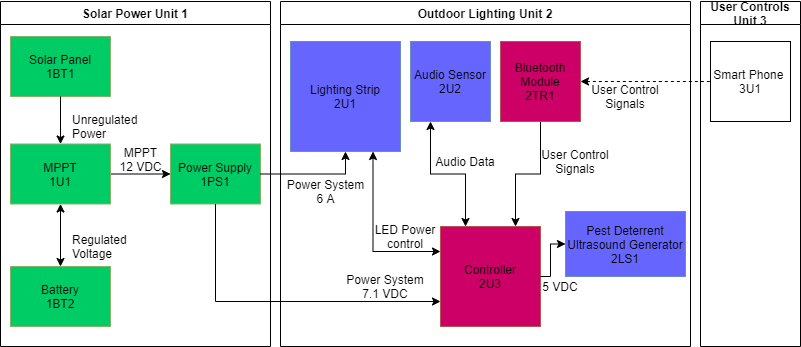 Solar Power Unit 1
Outdoor Lighting Unit 2
User Controls
Unit 3
Solar Panel
1BT1
Unregulated
Power
MPPT
1U1
MPPT
12 VDC
Power Supply
1PS1
Regulated
Voltage
Battery
1BT2
Lighting Strip
2U1
Audio Sensor
2U2
Bluetooth
Module
2TR1
Smart Phone
3U1
User Control
Signals
Audio Data
User Control
Signals
Power System
6 A
LED Power
control
Power System
7.1 VDC
Controller
2U3
5 VDC
Pest Deterrent
Ultrasound Generator
2LS1